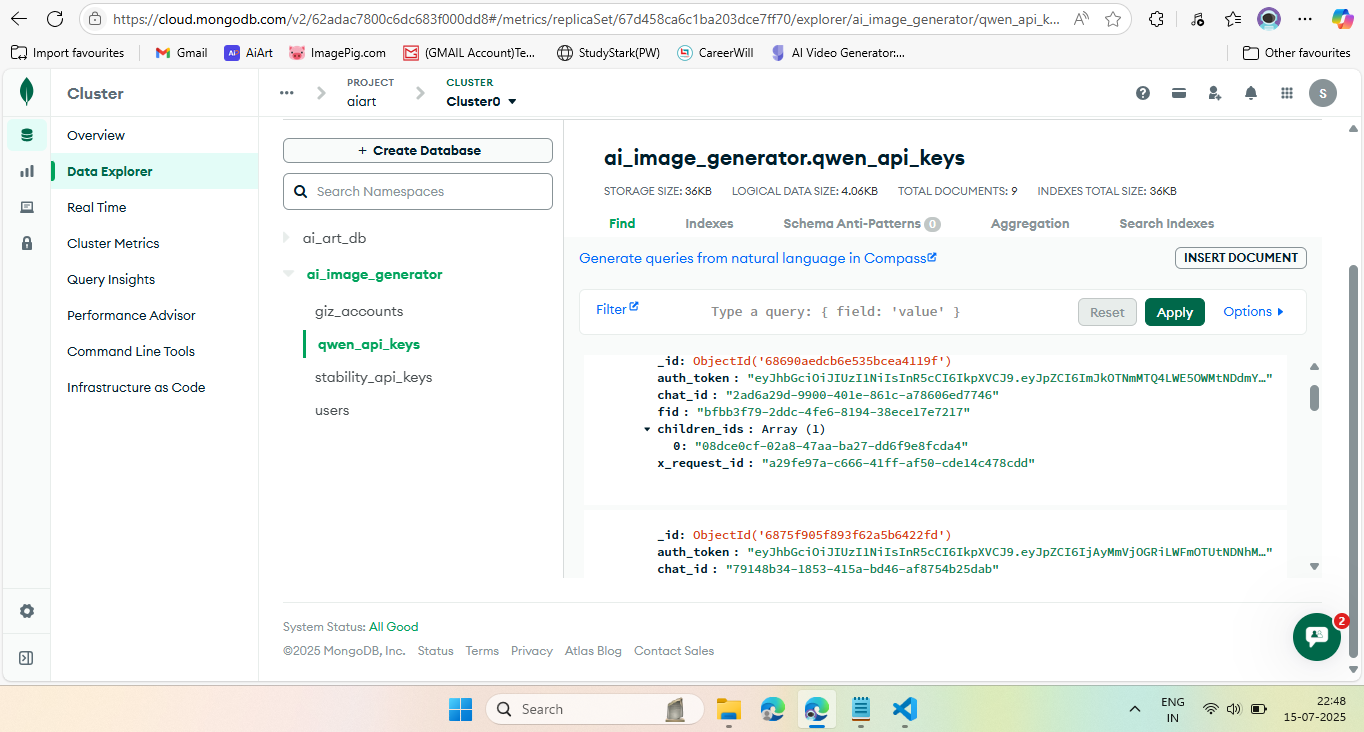 https://cloud.mongodb.com/v2/62adac7800c6dc683f000dd8#/metrics/replicaSet/67d458ca6c1ba203dce7ff70/explorer/ai_image_generator/qwen_api_k...
Import favourites
Gmail
AiArt
ImagePig.com
(GMAIL Account)Te...
StudyStark(PW)
CareerWill
AI Video Generator:...
Other favourites
Cluster
PROJECT
aiart
CLUSTER
Cluster0
S
Overview
Data Explorer
Real Time
Cluster Metrics
Query Insights
Performance Advisor
Command Line Tools
Infrastructure as Code
+ Create Database
Search Namespaces
ai_art_db
ai_image_generator
giz_accounts
qwen_api_keys
stability_api_keys
users
ai_image_generator.qwen_api_keys
STORAGE SIZE: 36KB LOGICAL DATA SIZE: 4.06KB TOTAL DOCUMENTS: 9 INDEXES TOTAL SIZE: 36KB
Find Indexes Schema Anti-Patterns 0 Aggregation Search Indexes
Generate queries from natural language in Compass
INSERT DOCUMENT
Filter
Type a query: { field: 'value' }
Reset
Apply
Options
_id: ObjectId('68690aedcb6e535bcea4119f')
auth_token : "eyJhbGciOiJIUzI1NiIsInR5cCI6IkpXVCJ9.eyJpZCI6ImJkOTNmMTQ4LWE5OWMtNDdmY…"
chat_id : "2ad6a29d-9900-401e-861c-a78606ed7746"
fid : "bfbb3f79-2ddc-4fe6-8194-38ece17e7217"
children_ids : Array (1)
0: "08dce0cf-02a8-47aa-ba27-dd6f9e8fcda4"
x_request_id : "a29fe97a-c666-41ff-af50-cde14c478cdd"
_id: ObjectId('6875f905f893f62a5b6422fd')
auth_token : "eyJhbGciOiJIUzI1NiIsInR5cCI6IkpXVCJ9.eyJpZCI6IjAyMmVjOGRiLWFmOTUtNDNhM…"
chat_id : "79148b34-1853-415a-bd46-af8754b25dab"
System Status: All Good
©2025 MongoDB, Inc. Status Terms Privacy Atlas Blog Contact Sales
2
Search
ENG
IN
22:48
15-07-2025